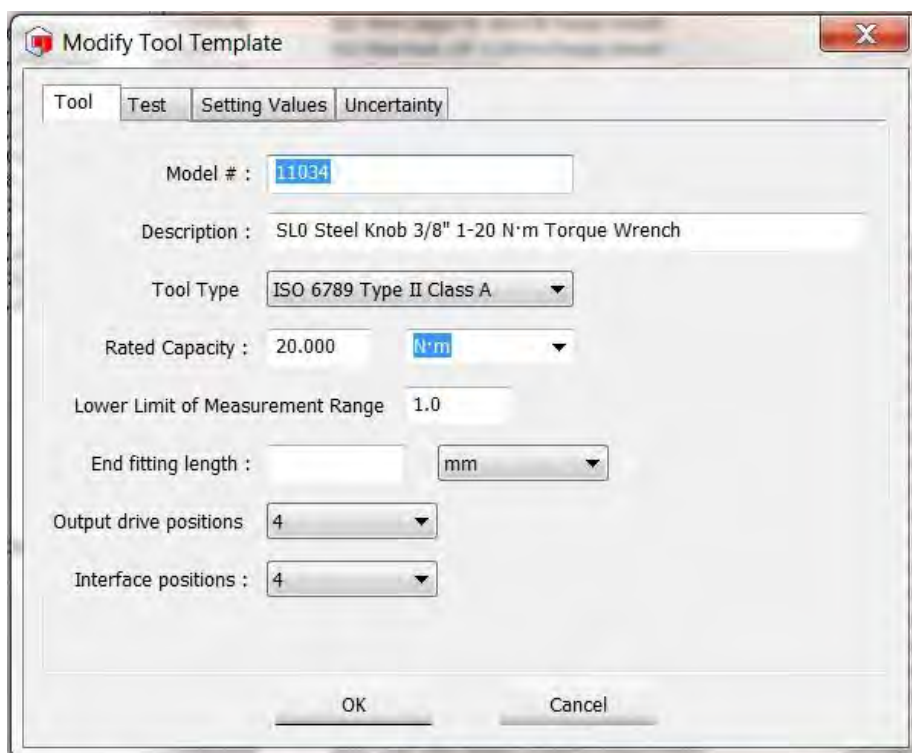 Modify Tool Template
Tool Test Setting Values Uncertainty
Model # : 11034
Description : SL0 Steel Knob 3/8" 1-20 N·m Torque Wrench
Tool Type ISO 6789 Type II Class A
Rated Capacity : 20.000 N·m
Lower Limit of Measurement Range 1.0
End fitting length : mm
Output drive positions 4
Interface positions : 4
OK Cancel